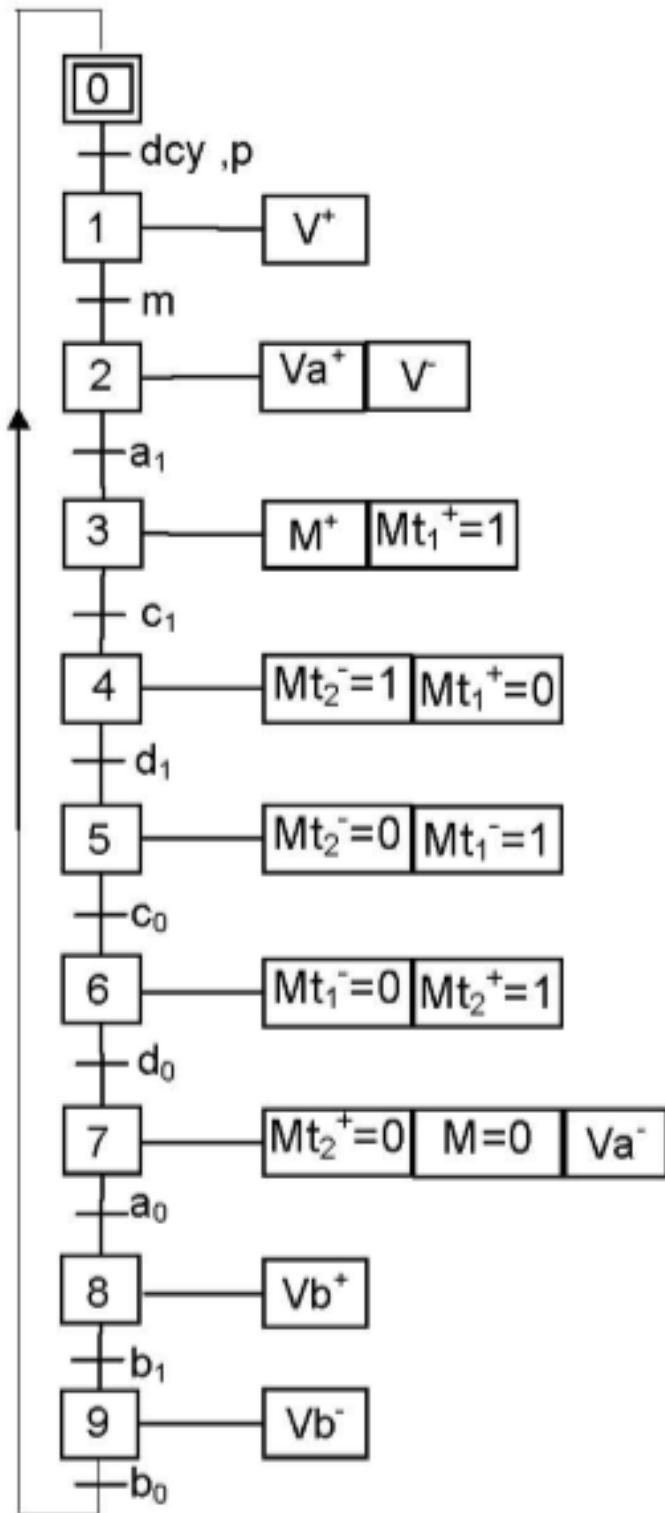 0
dcy ,p
1 V⁺
m
2 Va⁺ V⁻
a₁
3 M⁺ Mt₁⁺=1
c₁
4 Mt₂⁻=1 Mt₁⁺=0
d₁
5 Mt₂⁻=0 Mt₁⁻=1
c₀
6 Mt₁⁻=0 Mt₂⁺=1
d₀
7 Mt₂⁺=0 M=0 Va⁻
a₀
8 Vb⁺
b₁
9 Vb⁻
b₀